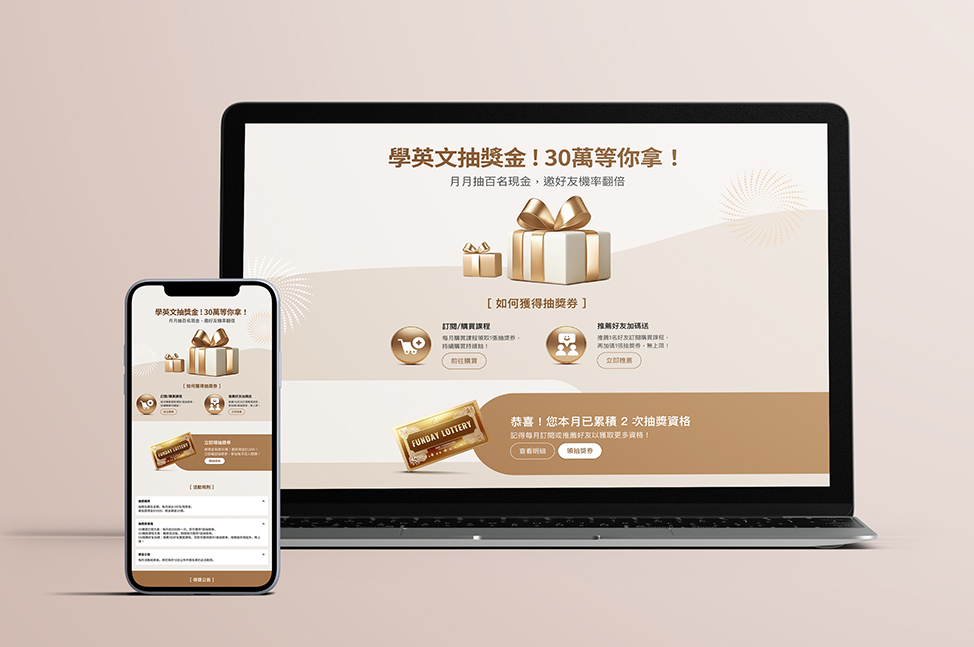 學英文抽獎金！30萬等你拿！
月月抽百名現金，邀好友機率翻倍
[ 如何獲得抽獎券 ]
訂閱/購買課程
每月購買課程領取1張抽獎券，
持續購買持續抽！
前往購買
推薦好友加碼送
推薦1名好友訂閱購買課程，
再加碼1張抽獎券，無上限！
立即推薦
FUNDAY LOTTERY
恭喜！您本月已累積 2 次抽獎資格
記得每月訂閱或推薦好友以獲取更多資格！
查看明細
領抽獎券
學英文抽獎金！30萬等你拿！
月月抽百名現金，邀好友機率翻倍
[ 如何獲得抽獎券 ]
訂閱/購買課程
推薦好友加碼送
FUNDAY LOTTERY
立即領抽獎券
[ 活動規則 ]
[ 得獎公告 ]